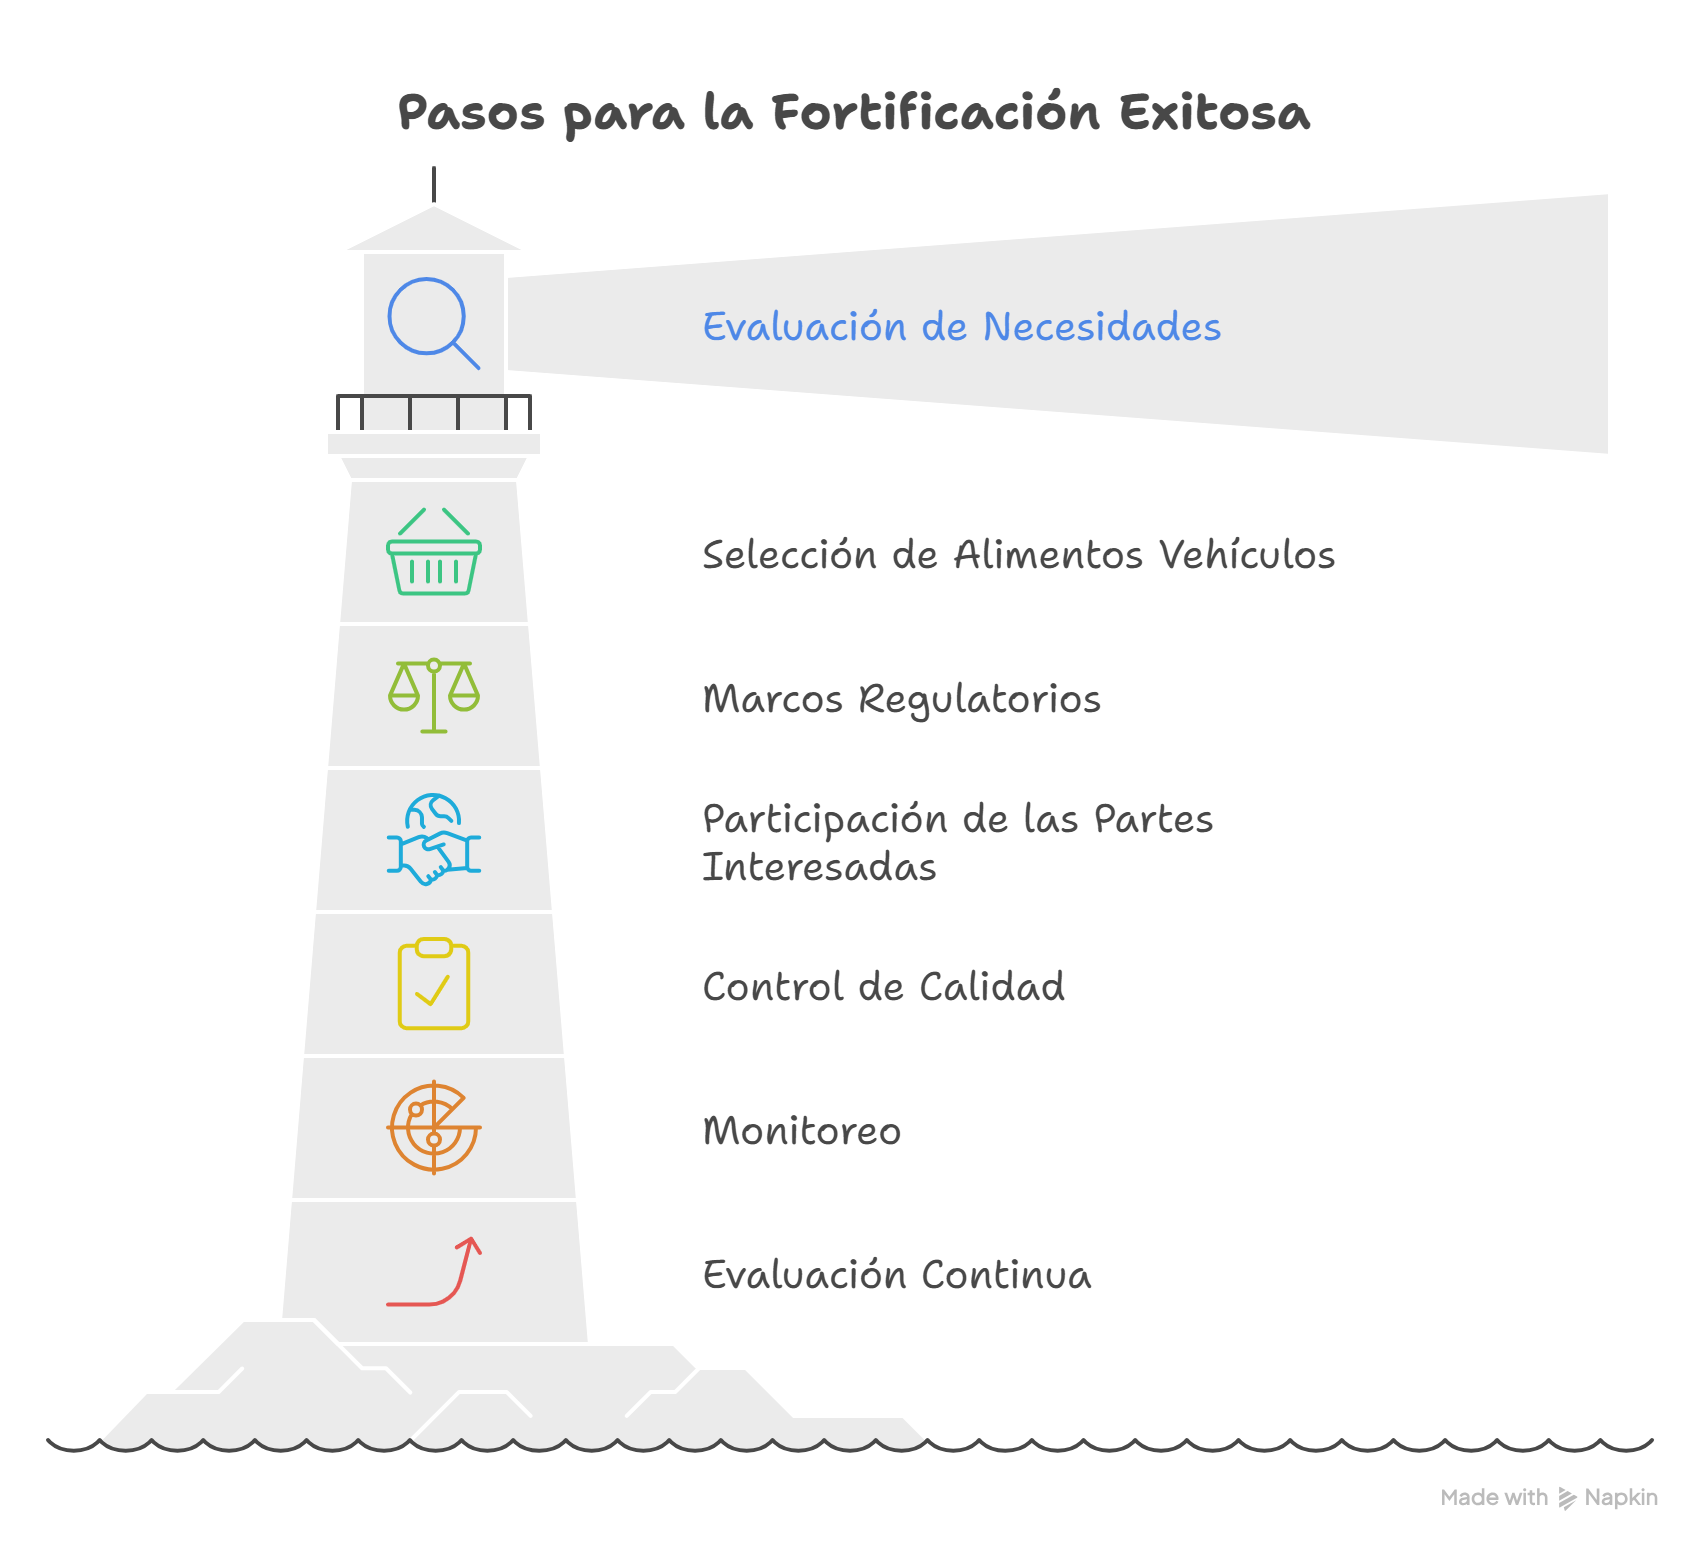 Pasos para la Fortificación Exitosa
Evaluación de Necesidades
Selección de Alimentos Vehículos
Marcos Regulatorios
Participación de las Partes
Interesadas
Control de Calidad
Monitoreo
Evaluación Continua
Made with Napkin